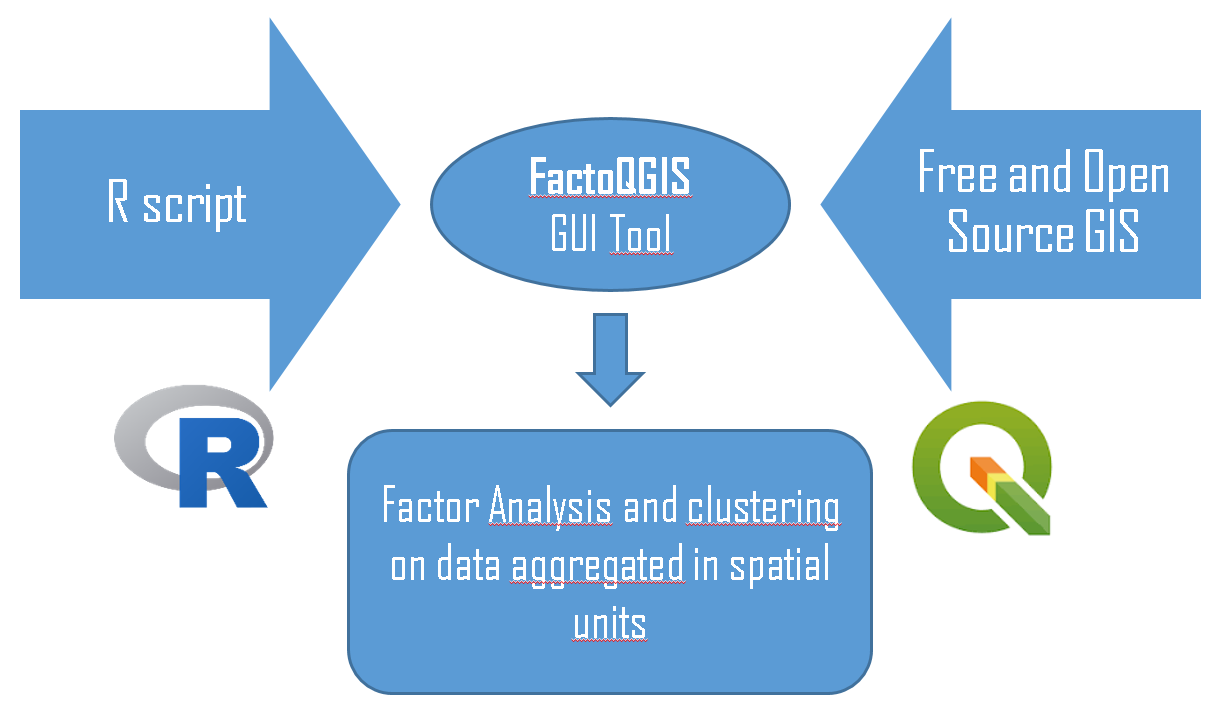 R script
FactoQGIS
GUI Tool
Free and Open
Source GIS
R
Factor Analysis and clustering
on data aggregated in spatial
units